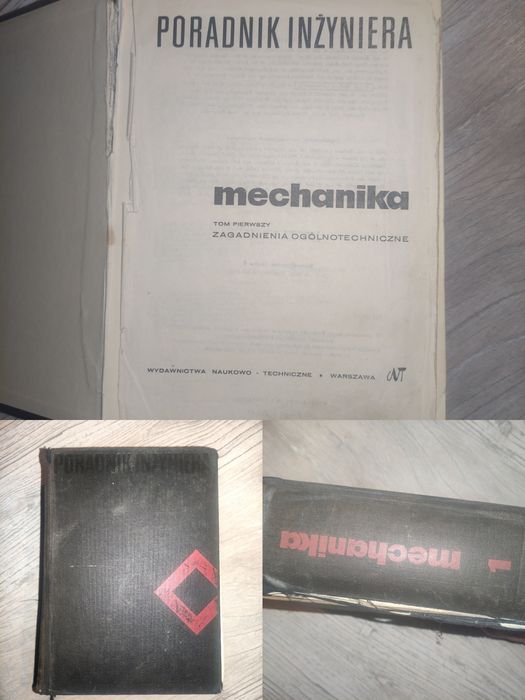 PORADNIK INŻYNIERA
mechanika
TOM PIERWSZY
ZAGADNIENIA OGÓLNOTECHNICZNE
WYDAWNICTWA NAUKOWO - TECHNICZNE • WARSZAWA WNT
PORADNIK INŻYNIERA
mechanika 1